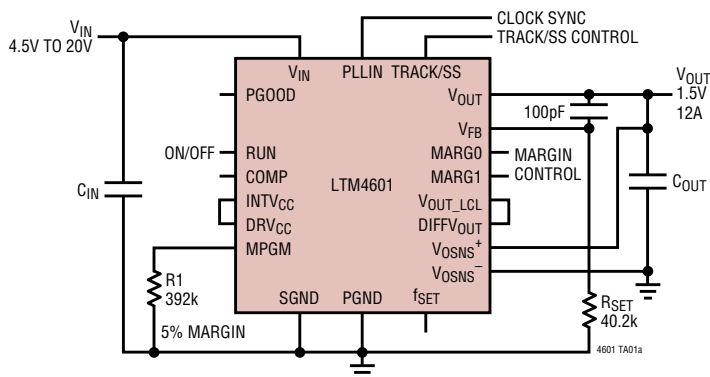 CLOCK SYNC
TRACK/SS CONTROL
VIN
4.5V TO 20V
VIN PLLIN TRACK/SS
PGOOD
VOUT
VOUT
1.5V
12A
100pF
VFB
ON/OFF
RUN
MARG0
MARGIN
CONTROL
COMP
MARG1
LTM4601
CIN
COUT
INTVCC
VOUT_LCL
DRVCC
DIFFVOUT
MPGM
VOSNS+
VOSNS–
R1
392k
SGND PGND fSET
RSET
40.2k
5% MARGIN
4601 TA01a